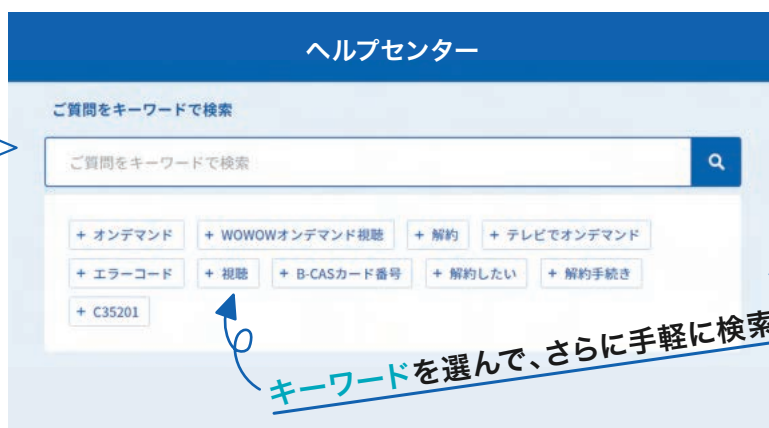 ヘルプセンター
ご質問をキーワードで検索
ご質問をキーワードで検索
+ オンデマンド + WOWOWオンデマンド視聴 + 解約 + テレビでオンデマンド
+ エラーコード + 視聴 + B-CASカード番号 + 解約したい + 解約手続き
+ C35201
キーワードを選んで、さらに手軽に検索